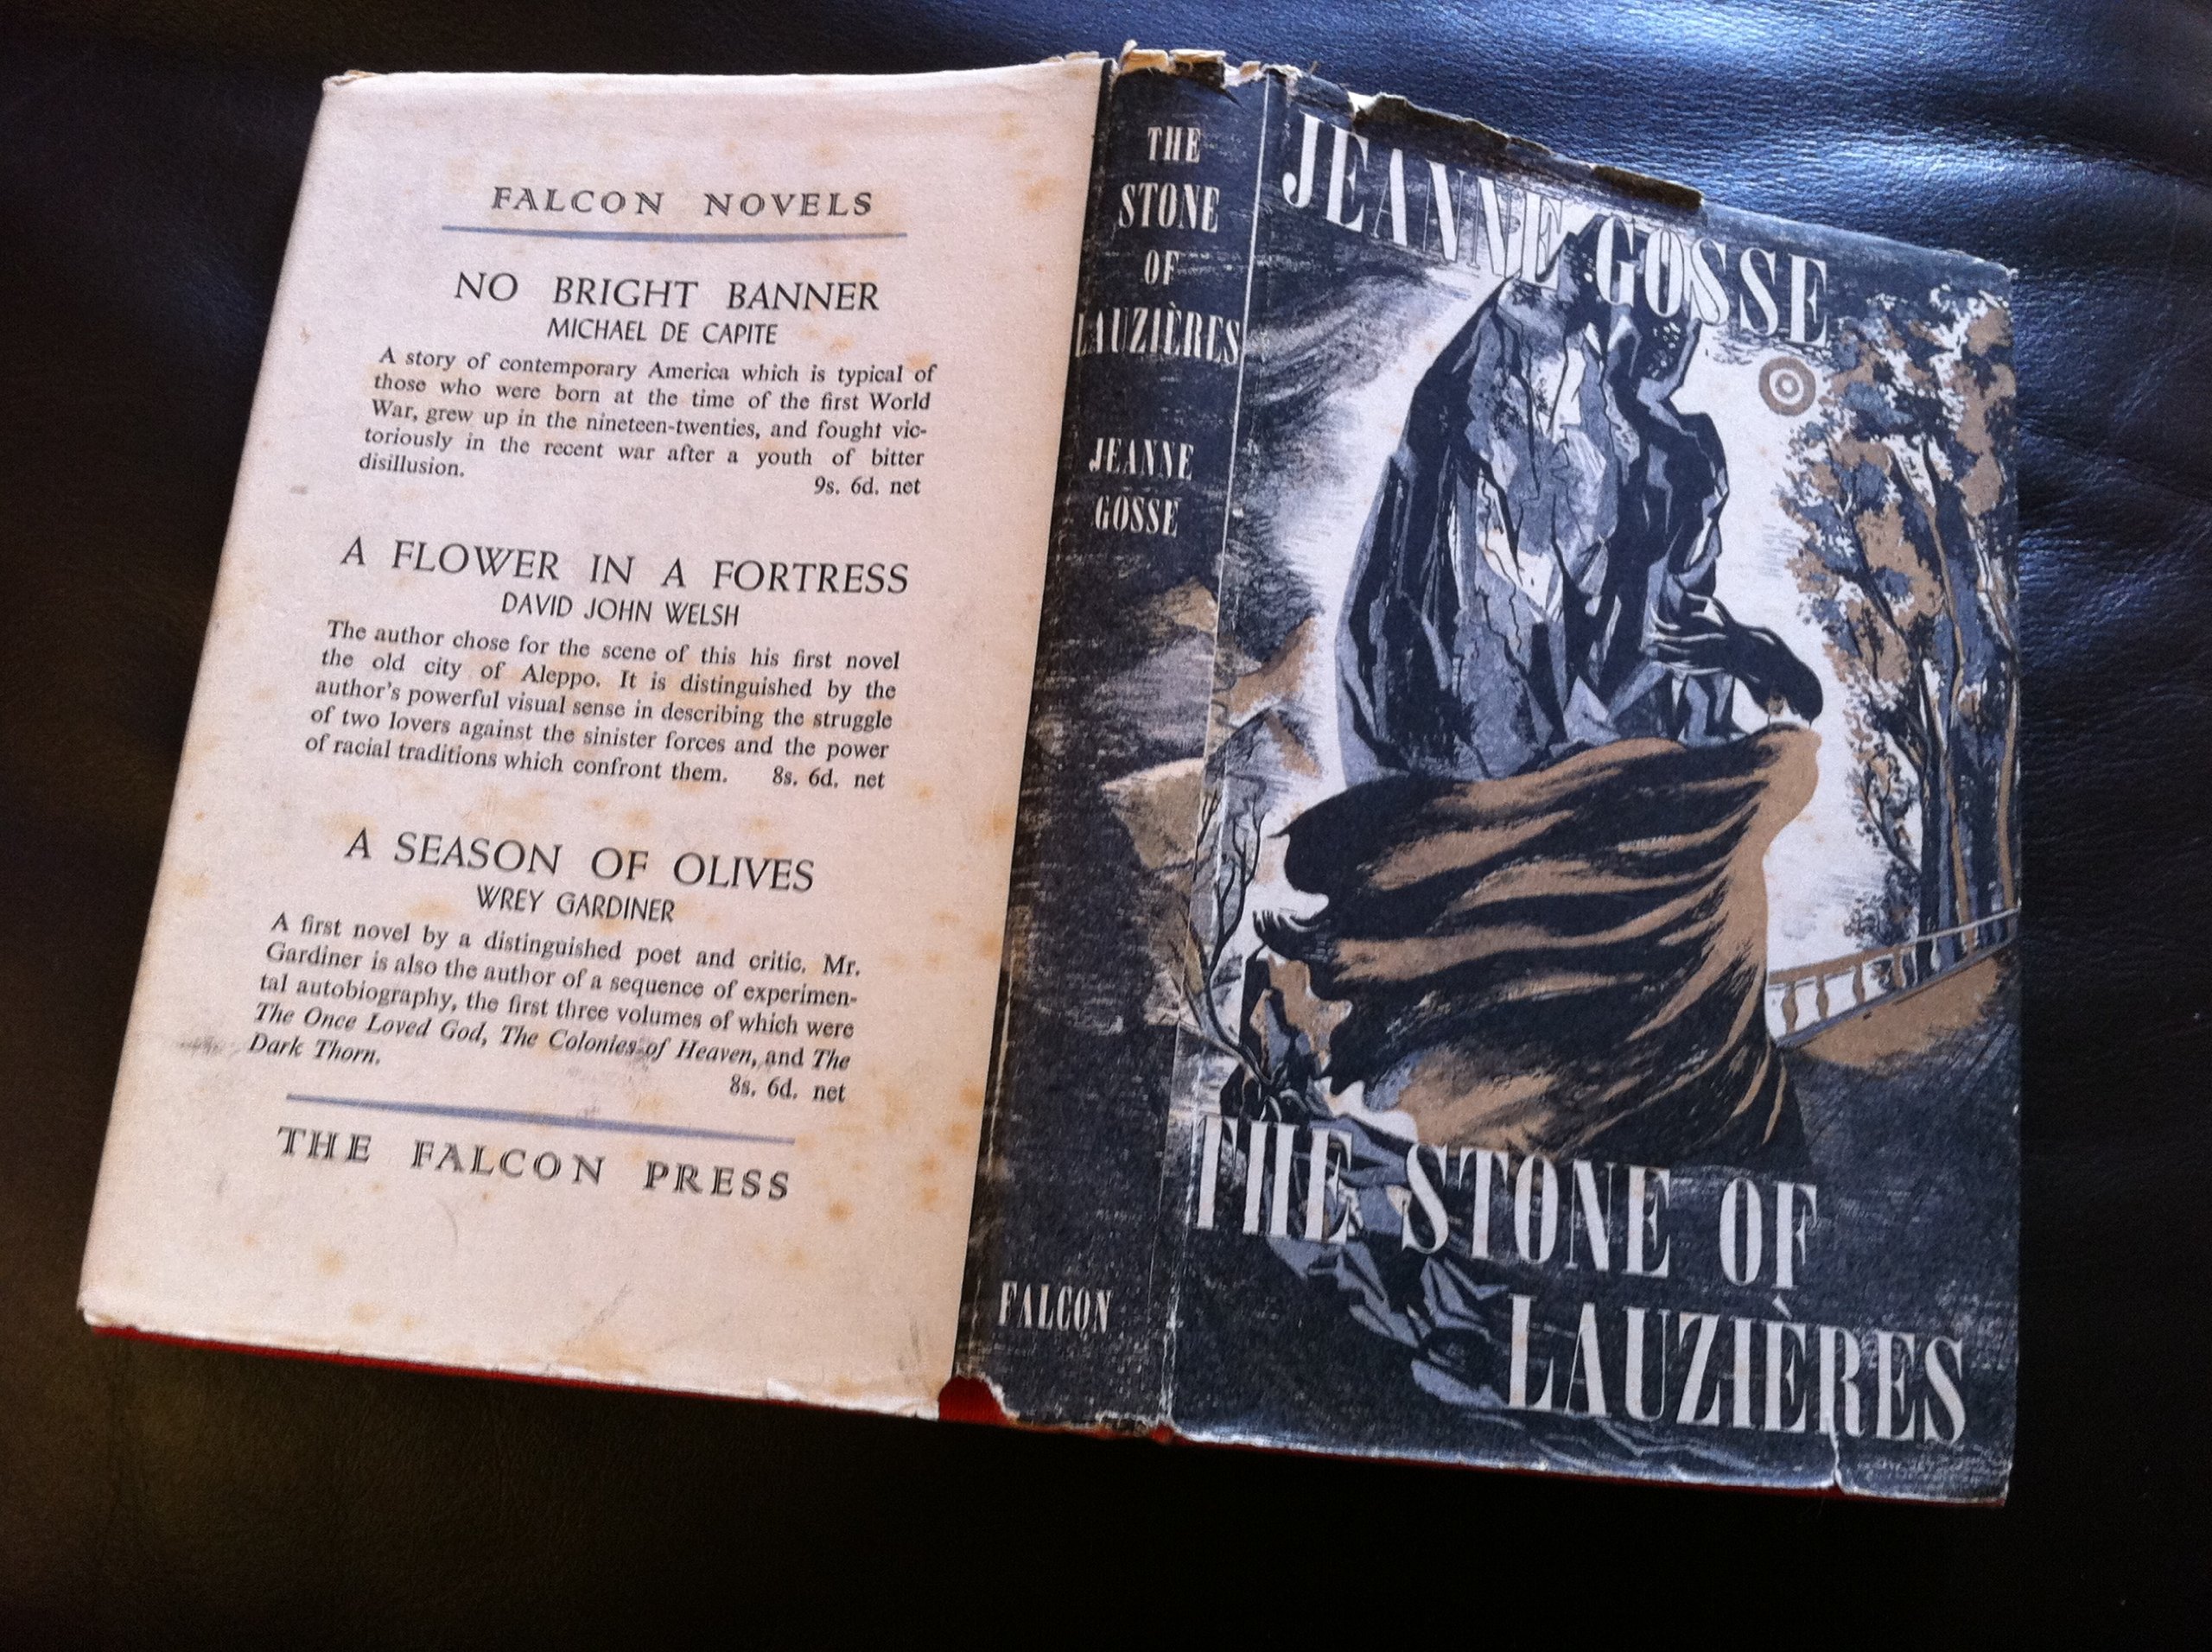 FALCON NOVELS
NO BRIGHT BANNER
MICHAEL DE CAPITE
A story of contemporary America which is typical of
those who were born at the time of the first World
War, grew up in the nineteen-twenties, and fought vic-
toriously in the recent war after a youth of bitter
disillusion.
9s. 6d. net
A FLOWER IN A FORTRESS
DAVID JOHN WELSH
The author chose for the scene of this his first novel
the old city of Aleppo. It is distinguished by the
author's powerful visual sense in describing the struggle
of two lovers against the sinister forces and the power
of racial traditions which confront them. 8s. 6d. net
A SEASON OF OLIVES
WREY GARDINER
A first novel by a distinguished poet and critic. Mr.
Gardiner is also the author of a sequence of experimen-
tal autobiography, the first three volumes of which were
The Once Loved God, The Colonies of Heaven, and The
Dark Thorn.
8s. 6d. net
THE FALCON PRESS
THE
STONE
OF
LAUZIÈRES
JEANNE
GOSSE
FALCON
JEANNE GOSSE
THE STONE OF
LAUZIÈRES